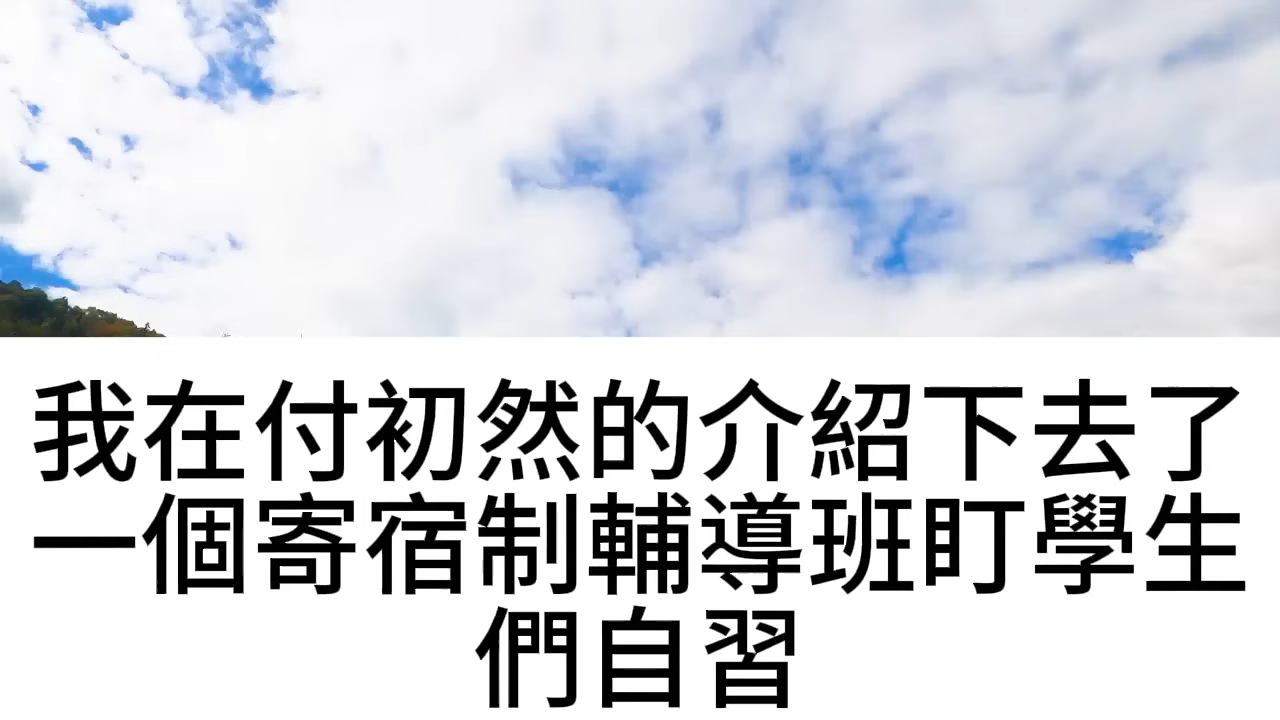 我在付初然的介紹下去了
一個寄宿制輔導班盯學生
們自習